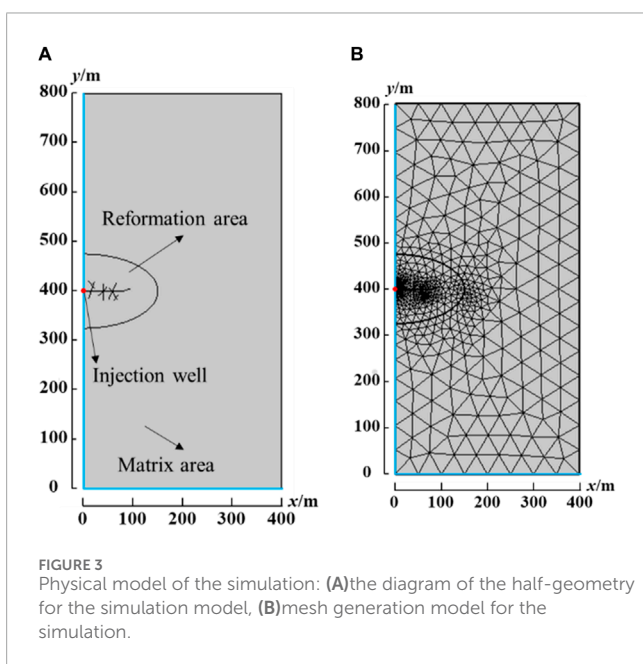 A
y/m
800
700
600
500
400
300
200
100
0
Reformation area
Injection well
Matrix area
x/m
0 100 200 300 400
B
y/m
800
700
600
500
400
300
200
100
0
x/m
0 100 200 300 400
FIGURE 3
Physical model of the simulation: (A)the diagram of the half-geometry
for the simulation model, (B)mesh generation model for the
simulation.